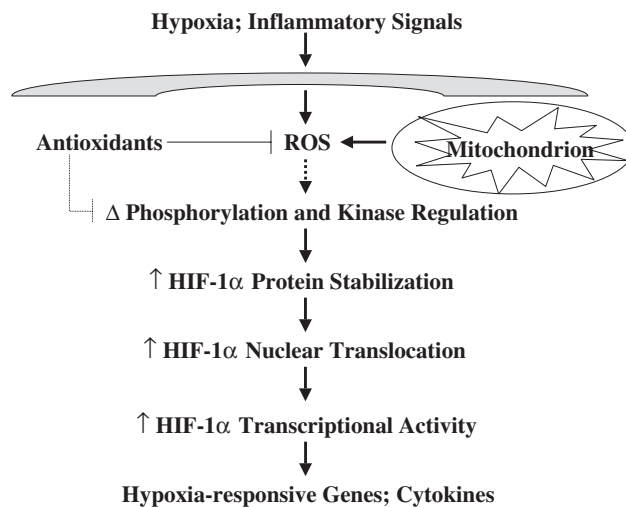 Hypoxia; Inflammatory Signals
Antioxidants
ROS
Mitochondrion
Δ Phosphorylation and Kinase Regulation
↑ HIF-1α Protein Stabilization
↑ HIF-1α Nuclear Translocation
↑ HIF-1α Transcriptional Activity
Hypoxia-responsive Genes; Cytokines